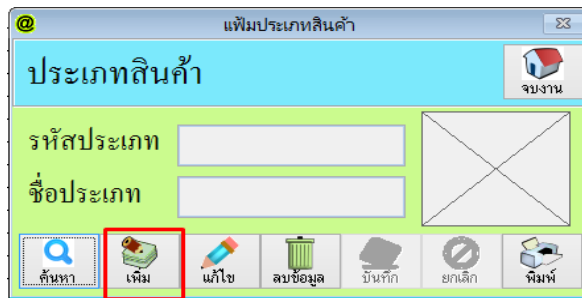 @ แฟ้มประเภทสินค้า
ประเภทสินค้า
จบงาน
รหัสประเภท
ชื่อประเภท
ค้นหา เพิ่ม แก้ไข ลบข้อมูล บันทึก ยกเลิก พิมพ์